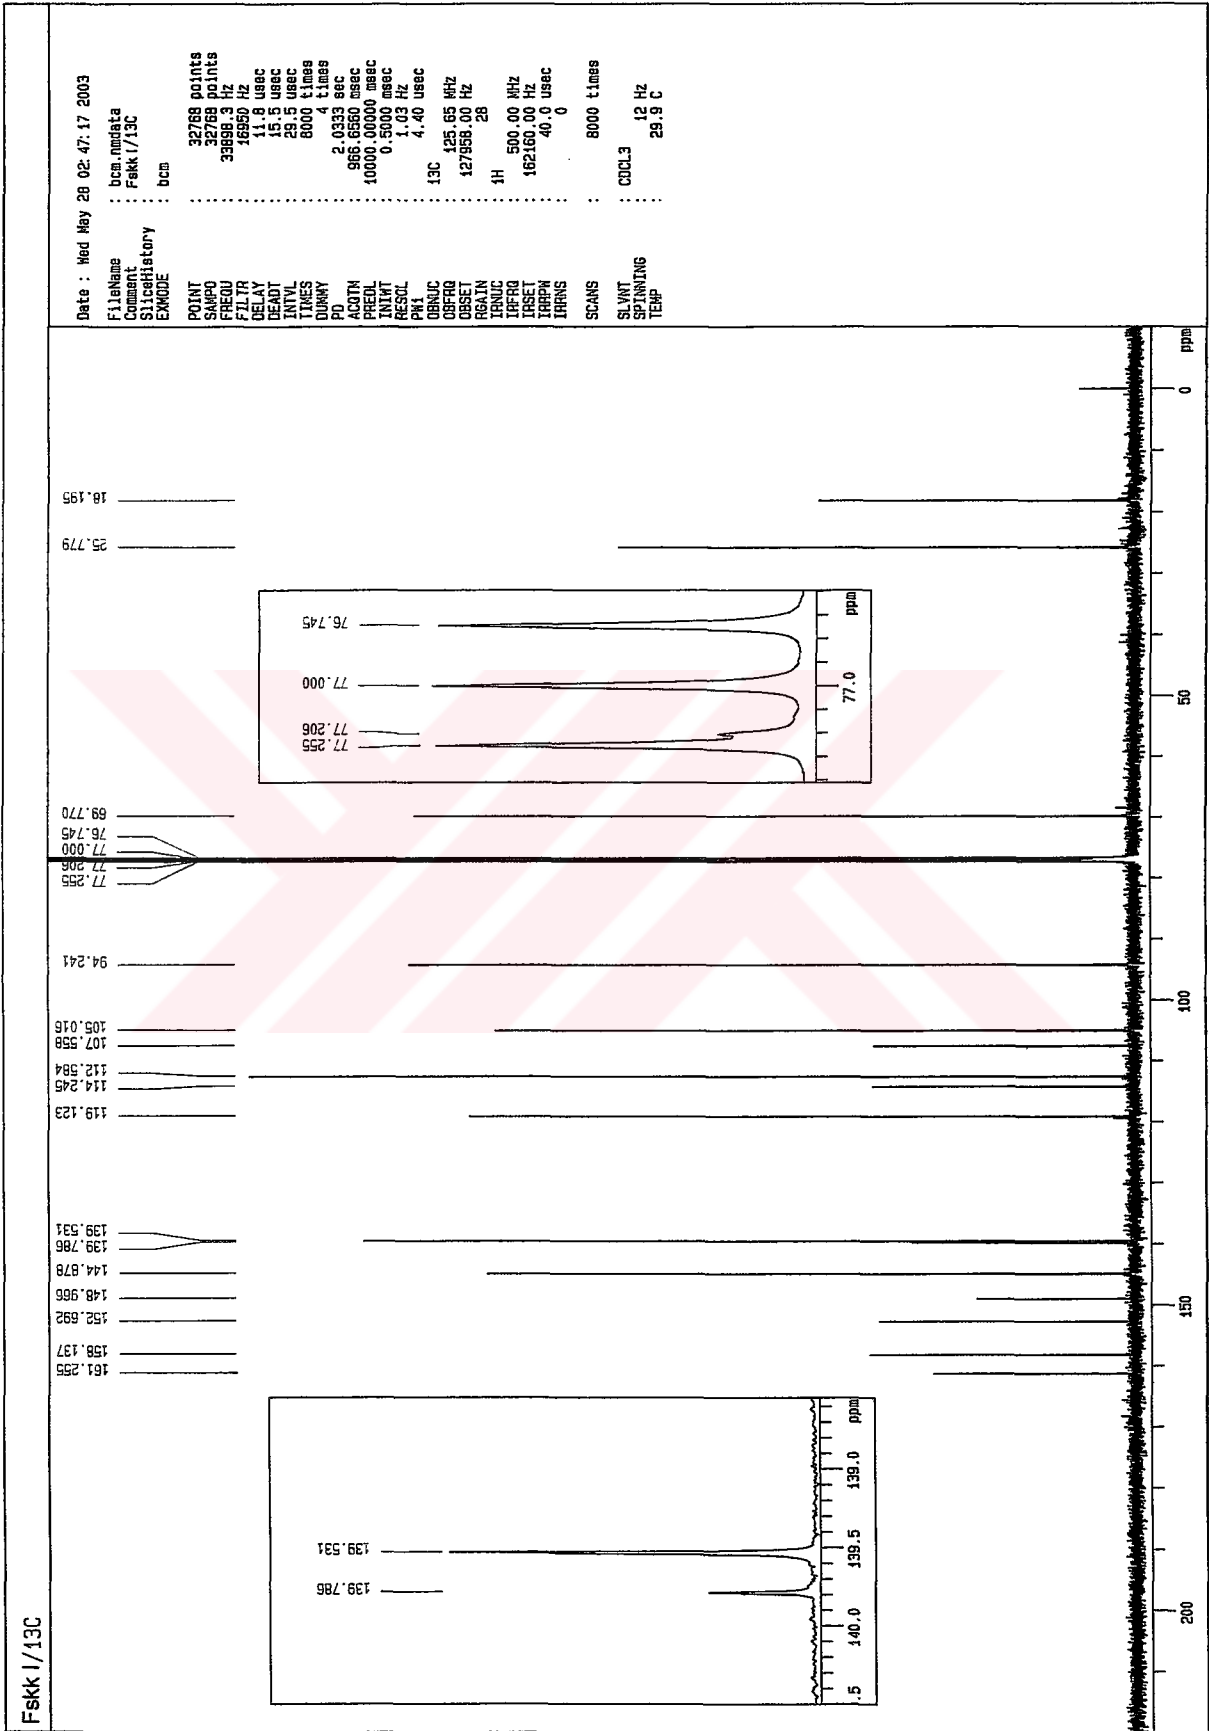 Fskk I/13C
Date : Wed May 28 02:47:17 2003
FileName : bcm.nmdata
Comment : Fskk I/13C
SliceHistory :
EXMODE : bcm
POINT : 32768 points
SAMPO : 32768 points
FREQU : 33898.3 Hz
FILTR : 16950 Hz
DELAY : 11.8 usec
DEADT : 15.5 usec
INTVL : 29.5 usec
TIMES : 8000 times
DUMMY : 4 times
PD : 2.0333 sec
ACQTM : 966.6560 msec
PREDL : 10000.00000 msec
INIWT : 0.5000 msec
RESOL : 1.03 Hz
PW1 : 4.40 usec
OBNUC : 13C
OBFRQ : 125.65 MHz
OBSET : 127958.00 Hz
RGAIN : 28
IRNUC : 1H
IRFRQ : 500.00 MHz
IRSET : 162160.00 Hz
IRRPW : 40.0 usec
IRRNS : 0
SCANS : 8000 times
SLVNT : CDCL3
SPINNING : 12 Hz
TEMP : 29.9 C
161.255
158.137
152.692
148.966
144.878
139.786
139.531
119.123
114.245
112.584
107.558
105.016
94.241
77.255
77.206
77.000
76.745
69.770
25.779
18.195
139.786
139.531
.5
140.0
139.5
139.0
ppm
77.255
77.206
77.000
76.745
77.0
ppm
200
150
100
50
0
ppm